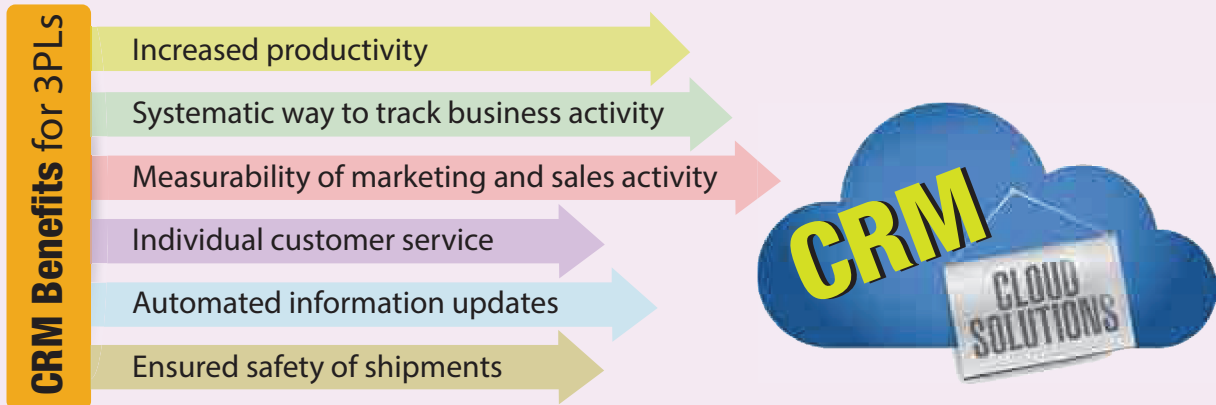 CRM Benefits for 3PLs
Increased productivity
Systematic way to track business activity
Measurability of marketing and sales activity
Individual customer service
Automated information updates
Ensured safety of shipments
CRM
CLOUD
SOLUTIONS